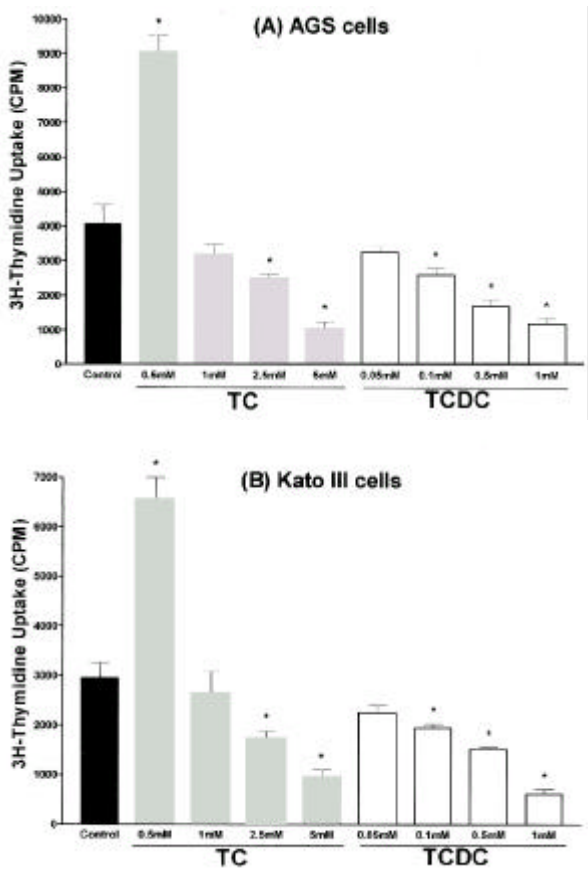 (A) AGS cells
3H-Thymidine Uptake (CPM)
10000
9000
8000
7000
6000
5000
4000
3000
2000
1000
0
* * * * * ^
Control 0.5mM 1mM 2.5mM 5mM 0.05mM 0.1mM 0.5mM 1mM
TC TCDC
(B) Kato III cells
3H-Thymidine Uptake (CPM)
7000
6000
5000
4000
3000
2000
1000
0
* * * * * *
Control 0.5mM 1mM 2.5mM 5mM 0.05mM 0.1mM 0.5mM 1mM
TC TCDC